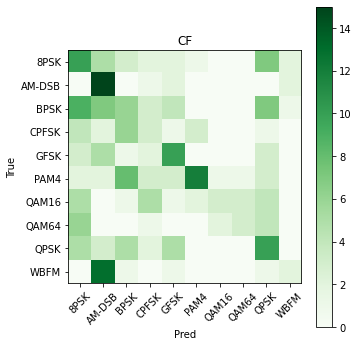 CF
8PSK
AM-DSB
BPSK
CPFSK
GFSK
PAM4
QAM16
QAM64
QPSK
WBFM
True
8PSK
AM-DSB
BPSK
CPFSK
GFSK
PAM4
QAM16
QAM64
QPSK
WBFM
Pred
14
12
10
8
6
4
2
0